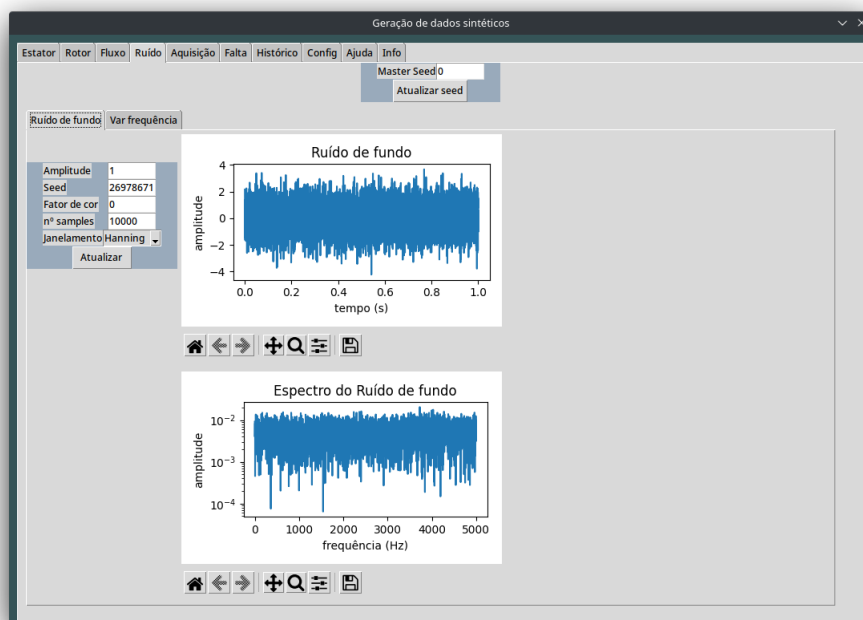 Geração de dados sintéticos
Estator Rotor Fluxo Ruído Aquisição Falta Histórico Config Ajuda Info
Master Seed 0
Atualizar seed
Ruído de fundo Var frequência
Amplitude 1
Seed 26978671
Fator de cor 0
nº samples 10000
Janelamento Hanning
Atualizar
Ruído de fundo
amplitude
4
2
0
−2
−4
0.0 0.2 0.4 0.6 0.8 1.0
tempo (s)
Espectro do Ruído de fundo
amplitude
10⁻²
10⁻³
10⁻⁴
0 1000 2000 3000 4000 5000
frequência (Hz)